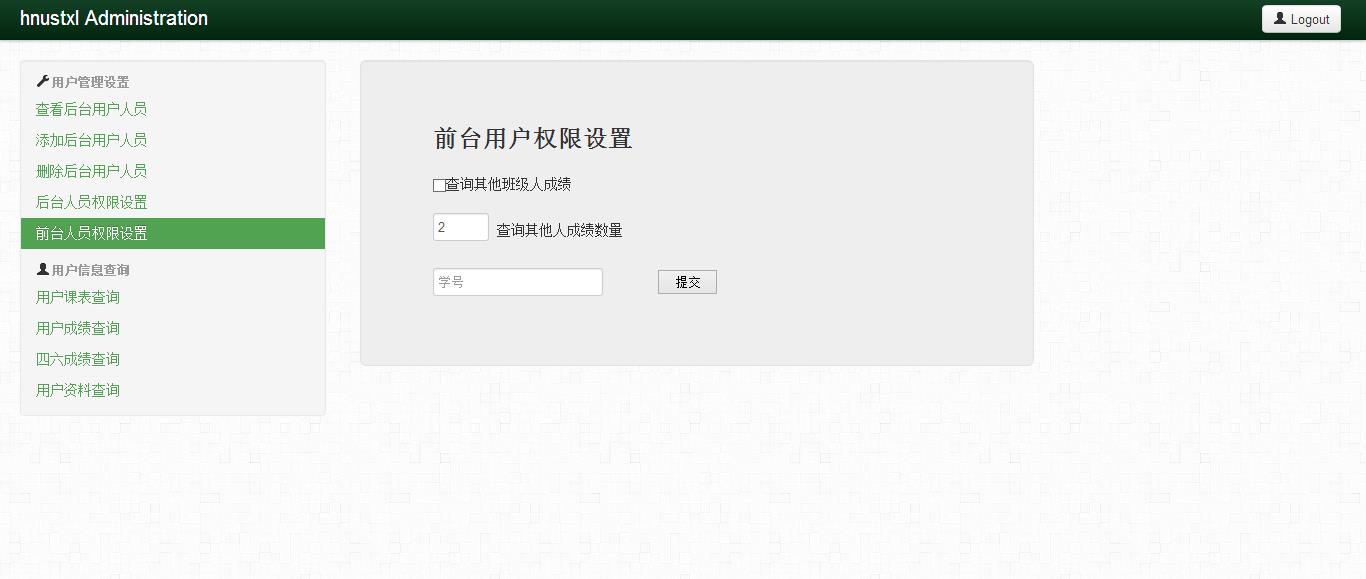 hnustxl Administration
Logout
用户管理设置
查看后台用户人员
添加后台用户人员
删除后台用户人员
后台人员权限设置
前台人员权限设置
用户信息查询
用户课表查询
用户成绩查询
四六成绩查询
用户资料查询
前台用户权限设置
查询其他班级人成绩
2 查询其他人成绩数量
学号 提交